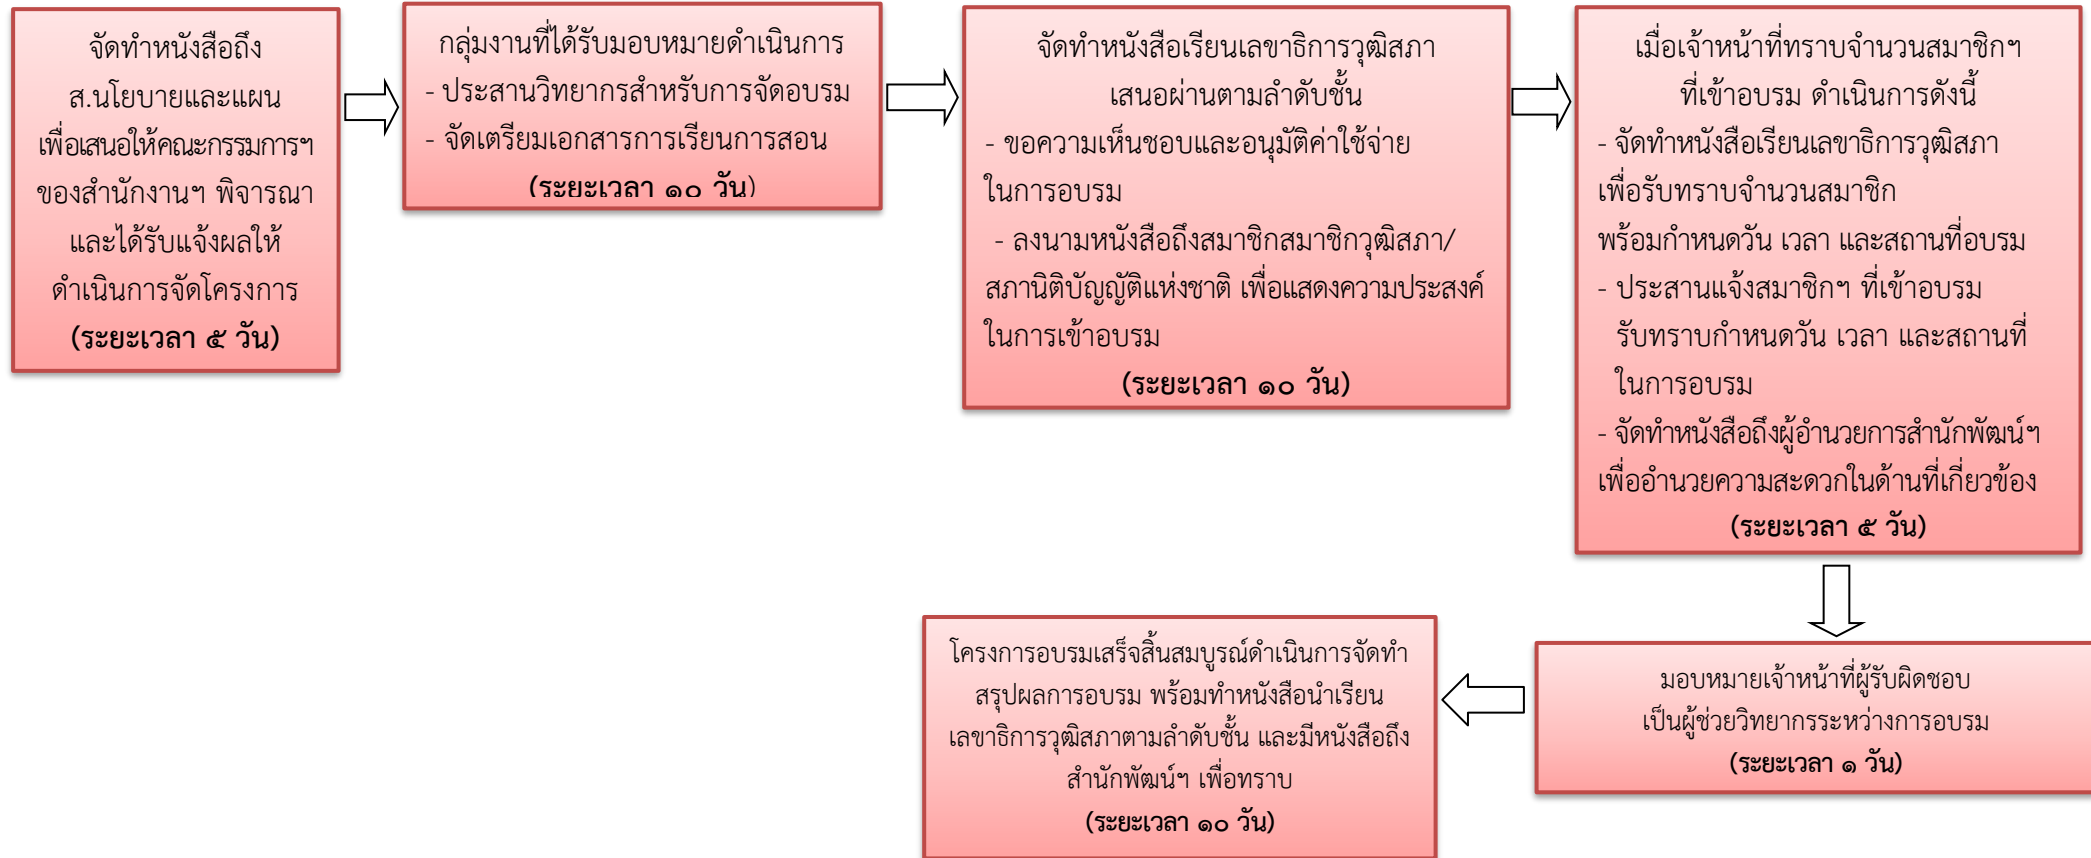 จัดทำหนังสือถึง
ส.นโยบายและแผน
เพื่อเสนอให้คณะกรรมการฯ
ของสำนักงานฯ พิจารณา
และได้รับแจ้งผลให้
ดำเนินการจัดโครงการ
(ระยะเวลา ๕ วัน)
กลุ่มงานที่ได้รับมอบหมายดำเนินการ
- ประสานวิทยากรสำหรับการจัดอบรม
- จัดเตรียมเอกสารการเรียนการสอน
(ระยะเวลา ๑๐ วัน)
จัดทำหนังสือเรียนเลขาธิการวุฒิสภา
เสนอผ่านตามลำดับชั้น
- ขอความเห็นชอบและอนุมัติค่าใช้จ่าย
ในการอบรม
- ลงนามหนังสือถึงสมาชิกสมาชิกวุฒิสภา/
สภานิติบัญญัติแห่งชาติ เพื่อแสดงความประสงค์
ในการเข้าอบรม
(ระยะเวลา ๑๐ วัน)
เมื่อเจ้าหน้าที่ทราบจำนวนสมาชิกฯ
ที่เข้าอบรม ดำเนินการดังนี้
- จัดทำหนังสือเรียนเลขาธิการวุฒิสภา
เพื่อรับทราบจำนวนสมาชิก
พร้อมกำหนดวัน เวลา และสถานที่อบรม
- ประสานแจ้งสมาชิกฯ ที่เข้าอบรม
รับทราบกำหนดวัน เวลา และสถานที่
ในการอบรม
- จัดทำหนังสือถึงผู้อำนวยการสำนักพัฒน์ฯ
เพื่ออำนวยความสะดวกในด้านที่เกี่ยวข้อง
(ระยะเวลา ๕ วัน)
มอบหมายเจ้าหน้าที่ผู้รับผิดชอบ
เป็นผู้ช่วยวิทยากรระหว่างการอบรม
(ระยะเวลา ๑ วัน)
โครงการอบรมเสร็จสิ้นสมบูรณ์ดำเนินการจัดทำ
สรุปผลการอบรม พร้อมทำหนังสือนำเรียน
เลขาธิการวุฒิสภาตามลำดับชั้น และมีหนังสือถึง
สำนักพัฒน์ฯ เพื่อทราบ
(ระยะเวลา ๑๐ วัน)